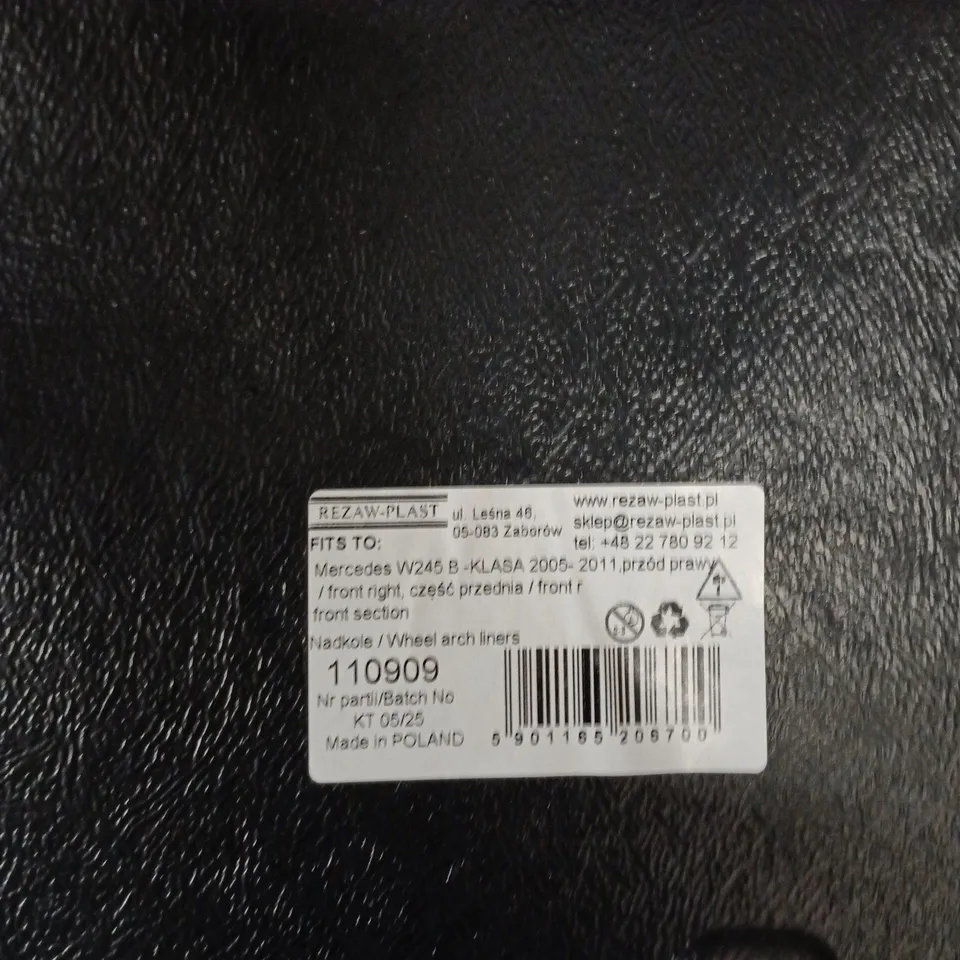 REZAW-PLAST
ul. Leśna 46,
05-083 Zaborów
www.rezaw-plast.pl
sklep@rezaw-plast.pl
tel: +48 22 780 92 12
FITS TO:
Mercedes W245 B -KLASA 2005- 2011,przód prawy
/ front right, część przednia / front r
front section
Nadkole / Wheel arch liners
110909
Nr partii/Batch No
KT 05/25
Made in POLAND
5 901165 206700